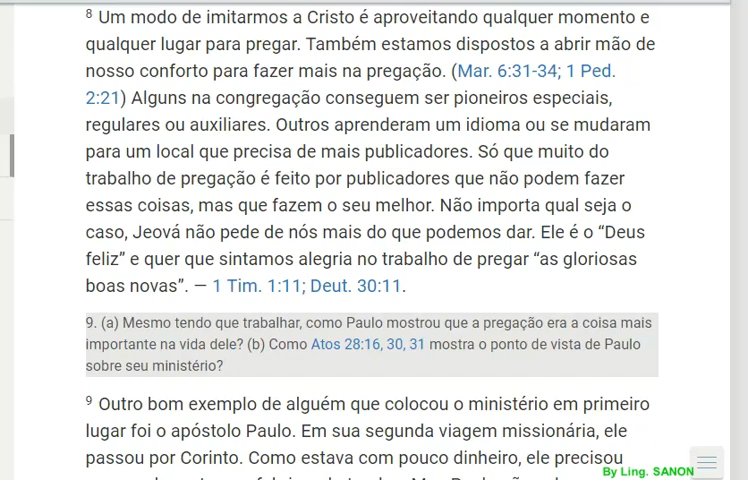 8 Um modo de imitarmos a Cristo é aproveitando qualquer momento e
qualquer lugar para pregar. Também estamos dispostos a abrir mão de
nosso conforto para fazer mais na pregação. (Mar. 6:31-34; 1 Ped.
2:21) Alguns na congregação conseguem ser pioneiros especiais,
regulares ou auxiliares. Outros aprenderam um idioma ou se mudaram
para um local que precisa de mais publicadores. Só que muito do
trabalho de pregação é feito por publicadores que não podem fazer
essas coisas, mas que fazem o seu melhor. Não importa qual seja o
caso, Jeová não pede de nós mais do que podemos dar. Ele é o “Deus
feliz” e quer que sintamos alegria no trabalho de pregar “as gloriosas
boas novas”. — 1 Tim. 1:11; Deut. 30:11.
9. (a) Mesmo tendo que trabalhar, como Paulo mostrou que a pregação era a coisa mais
importante na vida dele? (b) Como Atos 28:16, 30, 31 mostra o ponto de vista de Paulo
sobre seu ministério?
9 Outro bom exemplo de alguém que colocou o ministério em primeiro
lugar foi o apóstolo Paulo. Em sua segunda viagem missionária, ele
passou por Corinto. Como estava com pouco dinheiro, ele precisou
By Ling. SANON